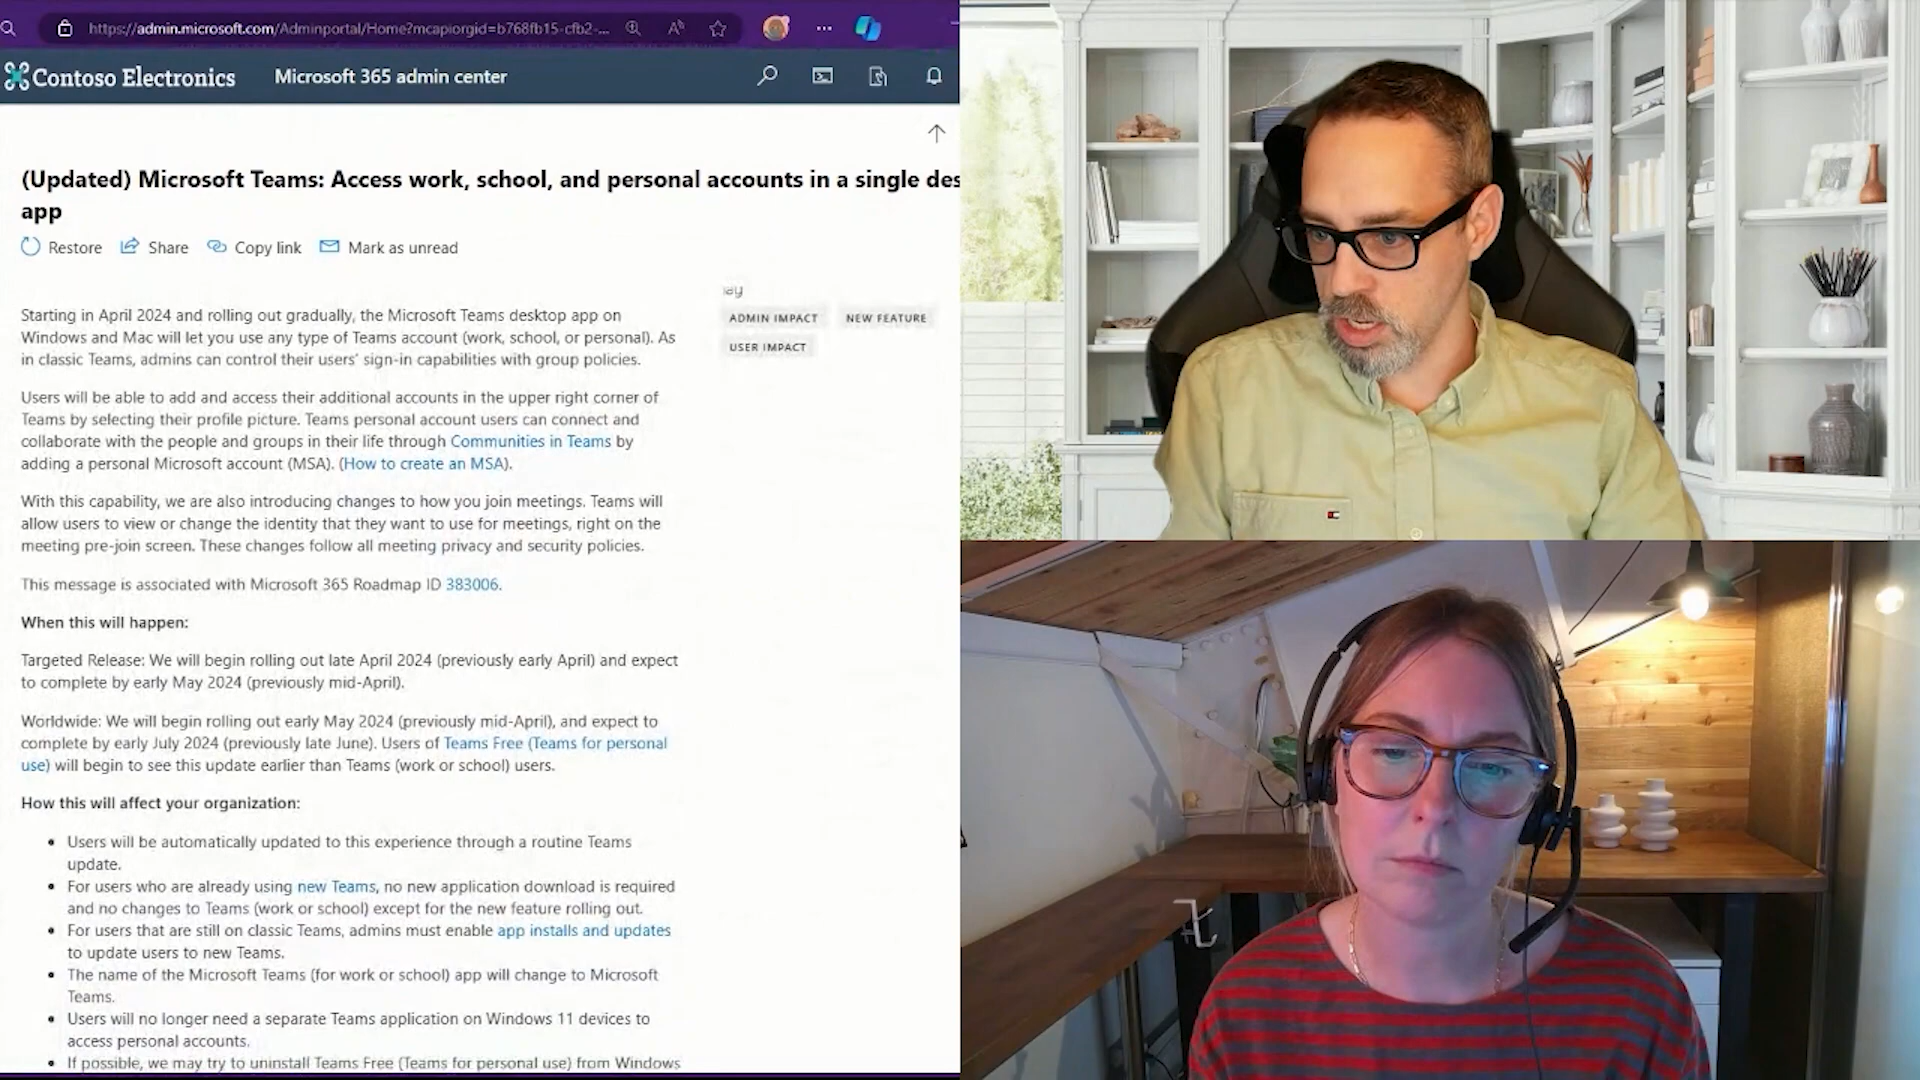 https://admin.microsoft.com/Adminportal/Home?mcapiorgid=b768fb15-cfb2-...
Contoso Electronics Microsoft 365 admin center
(Updated) Microsoft Teams: Access work, school, and personal accounts in a single des
app
Restore Share Copy link Mark as unread
ADMIN IMPACT NEW FEATURE
USER IMPACT
Starting in April 2024 and rolling out gradually, the Microsoft Teams desktop app on
Windows and Mac will let you use any type of Teams account (work, school, or personal). As
in classic Teams, admins can control their users' sign-in capabilities with group policies.
Users will be able to add and access their additional accounts in the upper right corner of
Teams by selecting their profile picture. Teams personal account users can connect and
collaborate with the people and groups in their life through Communities in Teams by
adding a personal Microsoft account (MSA). (How to create an MSA).
With this capability, we are also introducing changes to how you join meetings. Teams will
allow users to view or change the identity that they want to use for meetings, right on the
meeting pre-join screen. These changes follow all meeting privacy and security policies.
This message is associated with Microsoft 365 Roadmap ID 383006.
When this will happen:
Targeted Release: We will begin rolling out late April 2024 (previously early April) and expect
to complete by early May 2024 (previously mid-April).
Worldwide: We will begin rolling out early May 2024 (previously mid-April), and expect to
complete by early July 2024 (previously late June). Users of Teams Free (Teams for personal
use) will begin to see this update earlier than Teams (work or school) users.
How this will affect your organization:
• Users will be automatically updated to this experience through a routine Teams
update.
• For users who are already using new Teams, no new application download is required
and no changes to Teams (work or school) except for the new feature rolling out.
• For users that are still on classic Teams, admins must enable app installs and updates
to update users to new Teams.
• The name of the Microsoft Teams (for work or school) app will change to Microsoft
Teams.
• Users will no longer need a separate Teams application on Windows 11 devices to
access personal accounts.
• If possible, we may try to uninstall Teams Free (Teams for personal use) from Windows